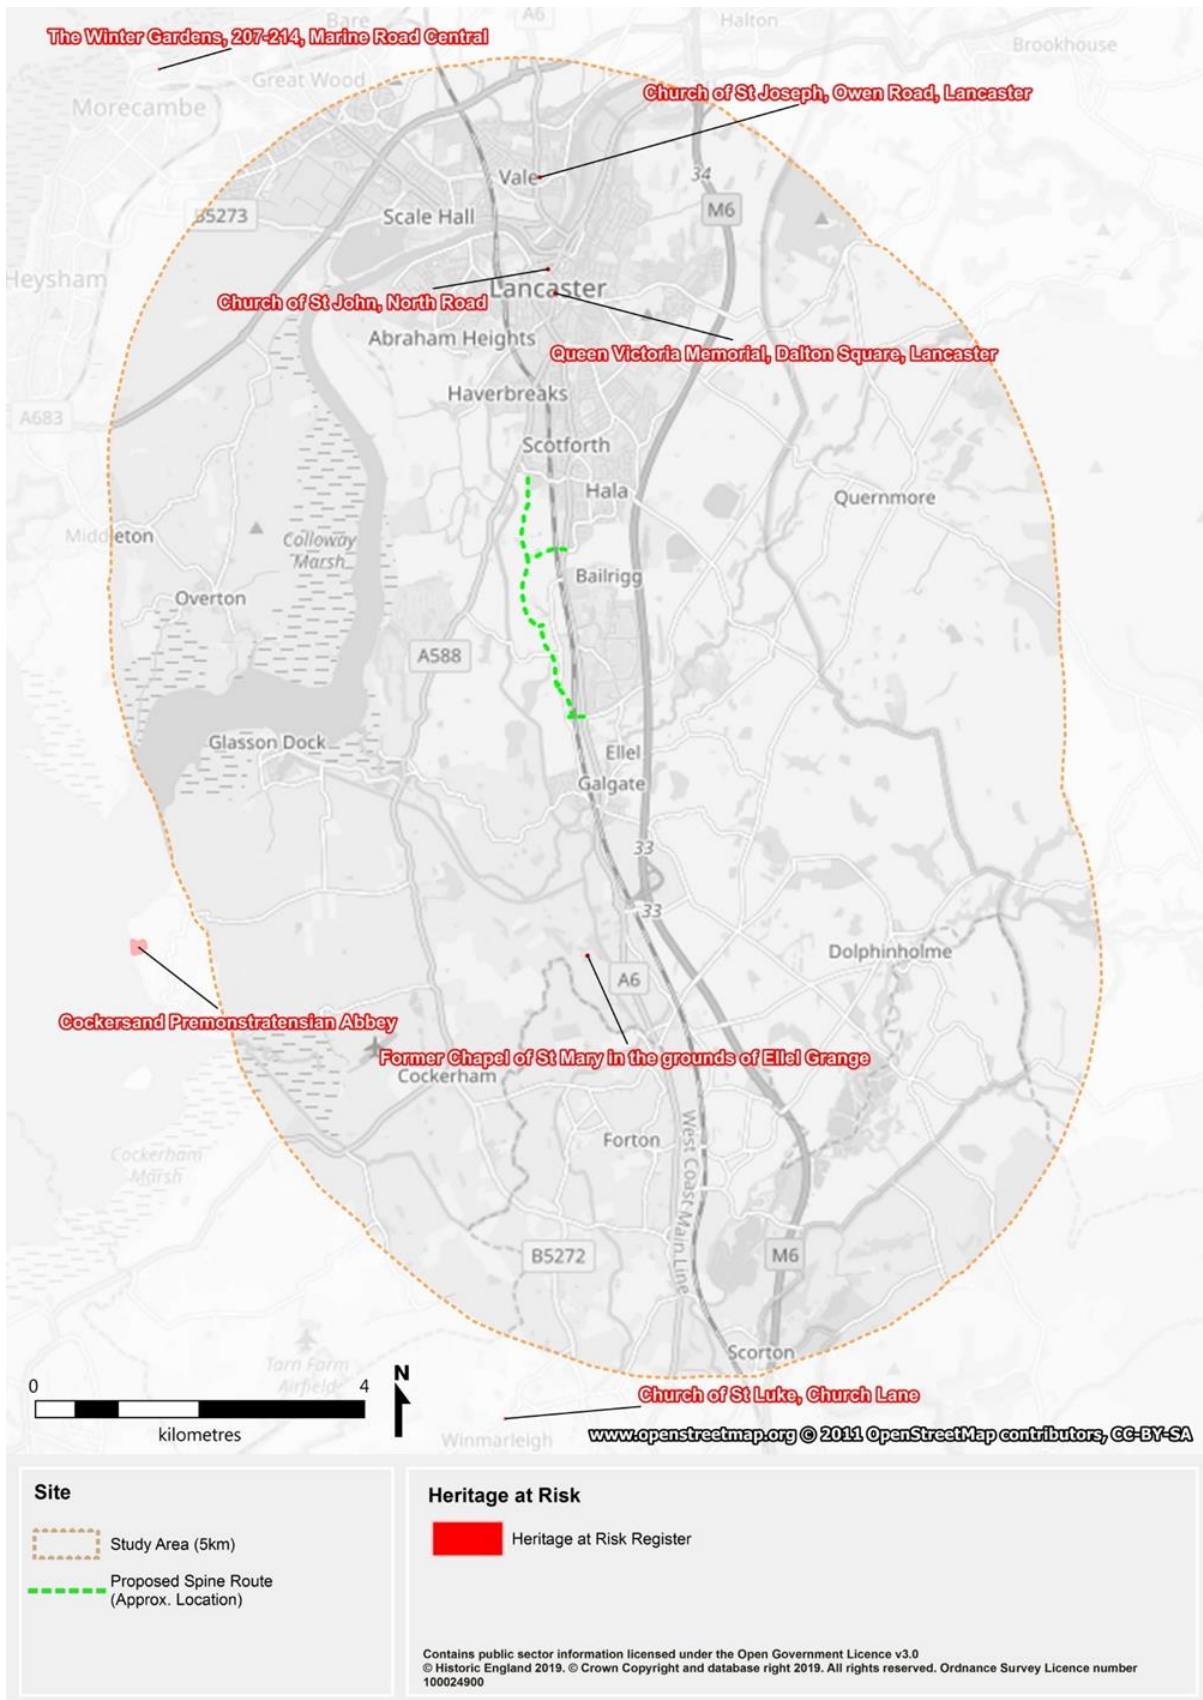 Bare
A6
Halton
The Winter Gardens, 207-214, Marine Road Central
Brookhouse
Great Wood
Morecambe
Church of St Joseph, Owen Road, Lancaster
Vale
34
M6
B5273
Scale Hall
Heysham
Church of St John, North Road
Lancaster
Abraham Heights
Queen Victoria Memorial, Dalton Square, Lancaster
Haverbreaks
A683
Scotforth
Hala
Quernmore
Middleton
Colloway
Marsh
Bailrigg
Overton
A588
Glasson Dock
Ellel
Galgate
33
33
Dolphinholme
A6
Cockersand Premonstratensian Abbey
Former Chapel of St Mary in the grounds of Ellel Grange
Cockerham
Forton
West Coast Main Line
Cockerham
Marsh
B5272
M6
Scorton
Tarn Farm
Airfield
0 4
kilometres
N
Church of St Luke, Church Lane
Winmarleigh
www.openstreetmap.org © 2011 OpenStreetMap contributors, CC-BY-SA
Site
Study Area (5km)
Proposed Spine Route
(Approx. Location)
Heritage at Risk
Heritage at Risk Register
Contains public sector information licensed under the Open Government Licence v3.0
© Historic England 2019. © Crown Copyright and database right 2019. All rights reserved. Ordnance Survey Licence number
100024900